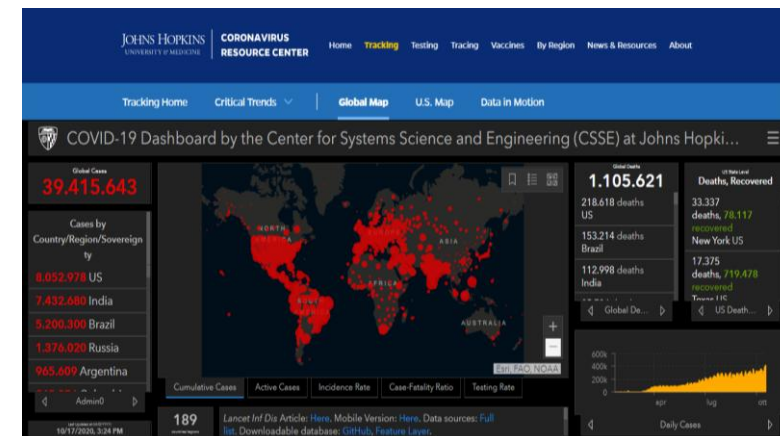 JOHNS HOPKINS
UNIVERSITY & MEDICINE
CORONAVIRUS
RESOURCE CENTER
Home Tracking Testing Tracing Vaccines By Region News & Resources About
Tracking Home Critical Trends Global Map U.S. Map Data in Motion
COVID-19 Dashboard by the Center for Systems Science and Engineering (CSSE) at Johns Hopki...
Global Cases
39.415.643
Cases by
Country/Region/Sovereign
ty
8.052.978 US
7.432.680 India
5.200.300 Brazil
1.376.020 Russia
965.609 Argentina
Admin0
10/17/2020, 3:24 PM
NORTH
AMERICA
SOUTH
AMERICA
EUROPE
AFRICA
ASIA
AUSTRALIA
+
−
Esri, FAO, NOAA
Cumulative Cases Active Cases Incidence Rate Case-Fatality Ratio Testing Rate
189
Lancet Inf Dis Article: Here. Mobile Version: Here. Data sources: Full
list. Downloadable database: GitHub, Feature Layer.
Global Deaths
1.105.621
218.618 deaths
US
153.214 deaths
Brazil
112.998 deaths
India
Global De...
US State Level
Deaths, Recovered
33.337
deaths, 78.117
recovered
New York US
17.375
deaths, 719.478
recovered
Texas US
US Death...
600k
400k
200k
0
apr lug ott
Daily Cases